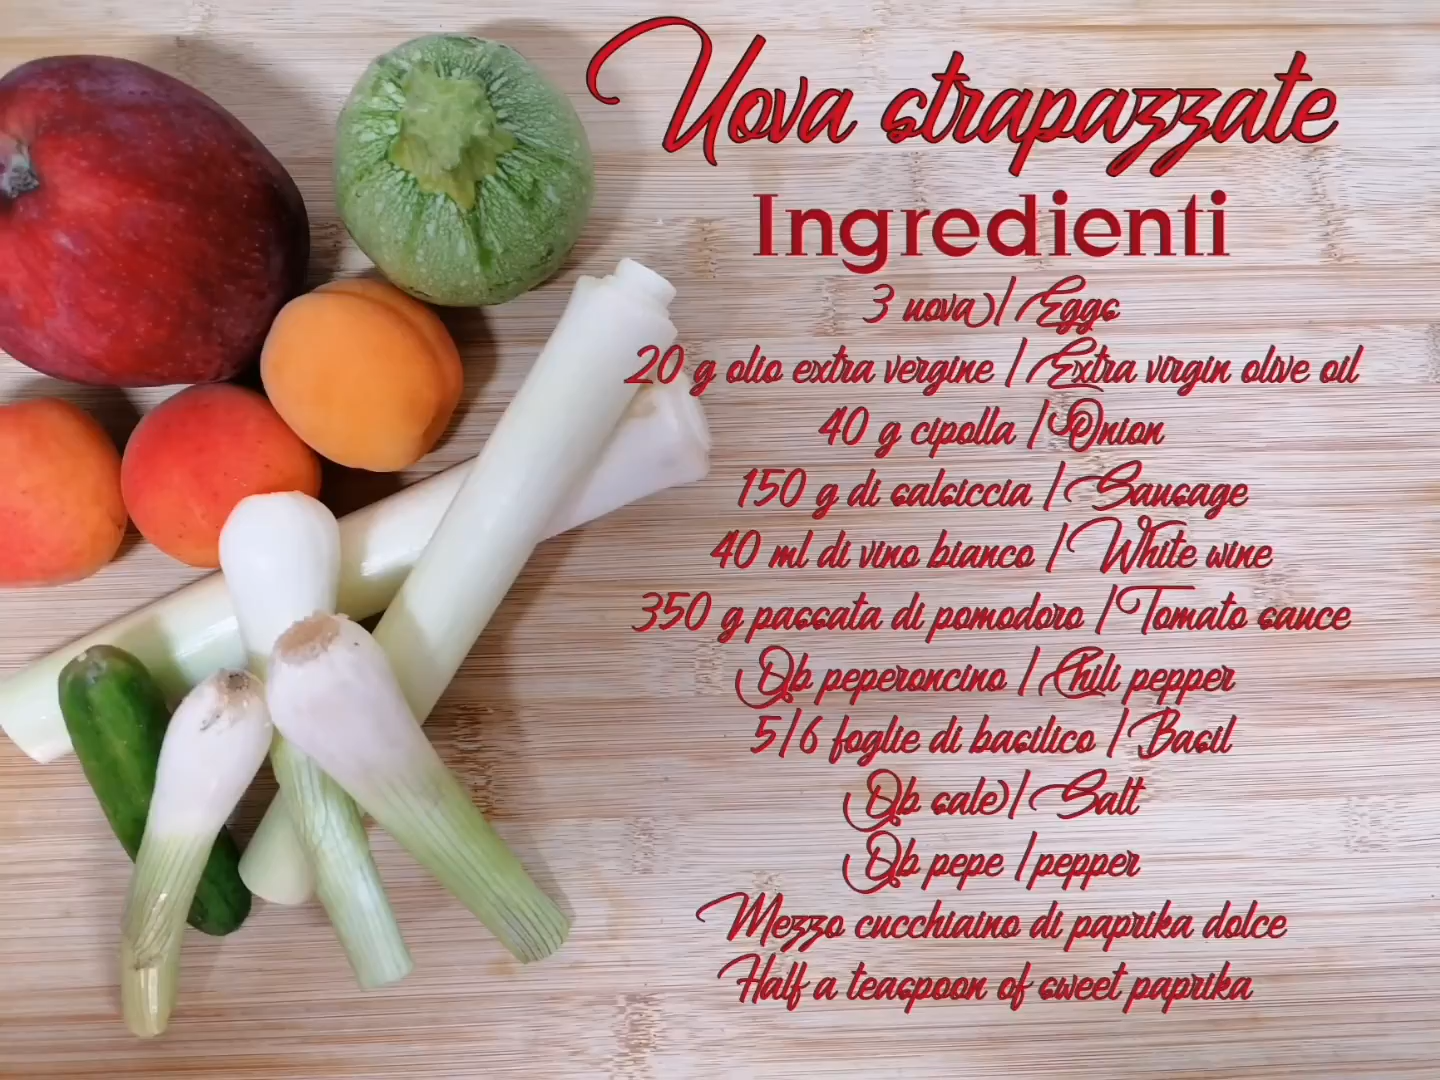 Uova strapazzate
Ingredienti
3 uova | Eggs
20 g olio extra vergine | Extra virgin olive oil
40 g cipolla | Onion
150 g di salsiccia | Sausage
40 ml di vino bianco | White wine
350 g passata di pomodoro | Tomato sauce
Qb peperoncino | Chili pepper
5/6 foglie di basilico | Basil
Qb sale | Salt
Qb pepe | pepper
Mezzo cucchiaino di paprika dolce
Half a teaspoon of sweet paprika